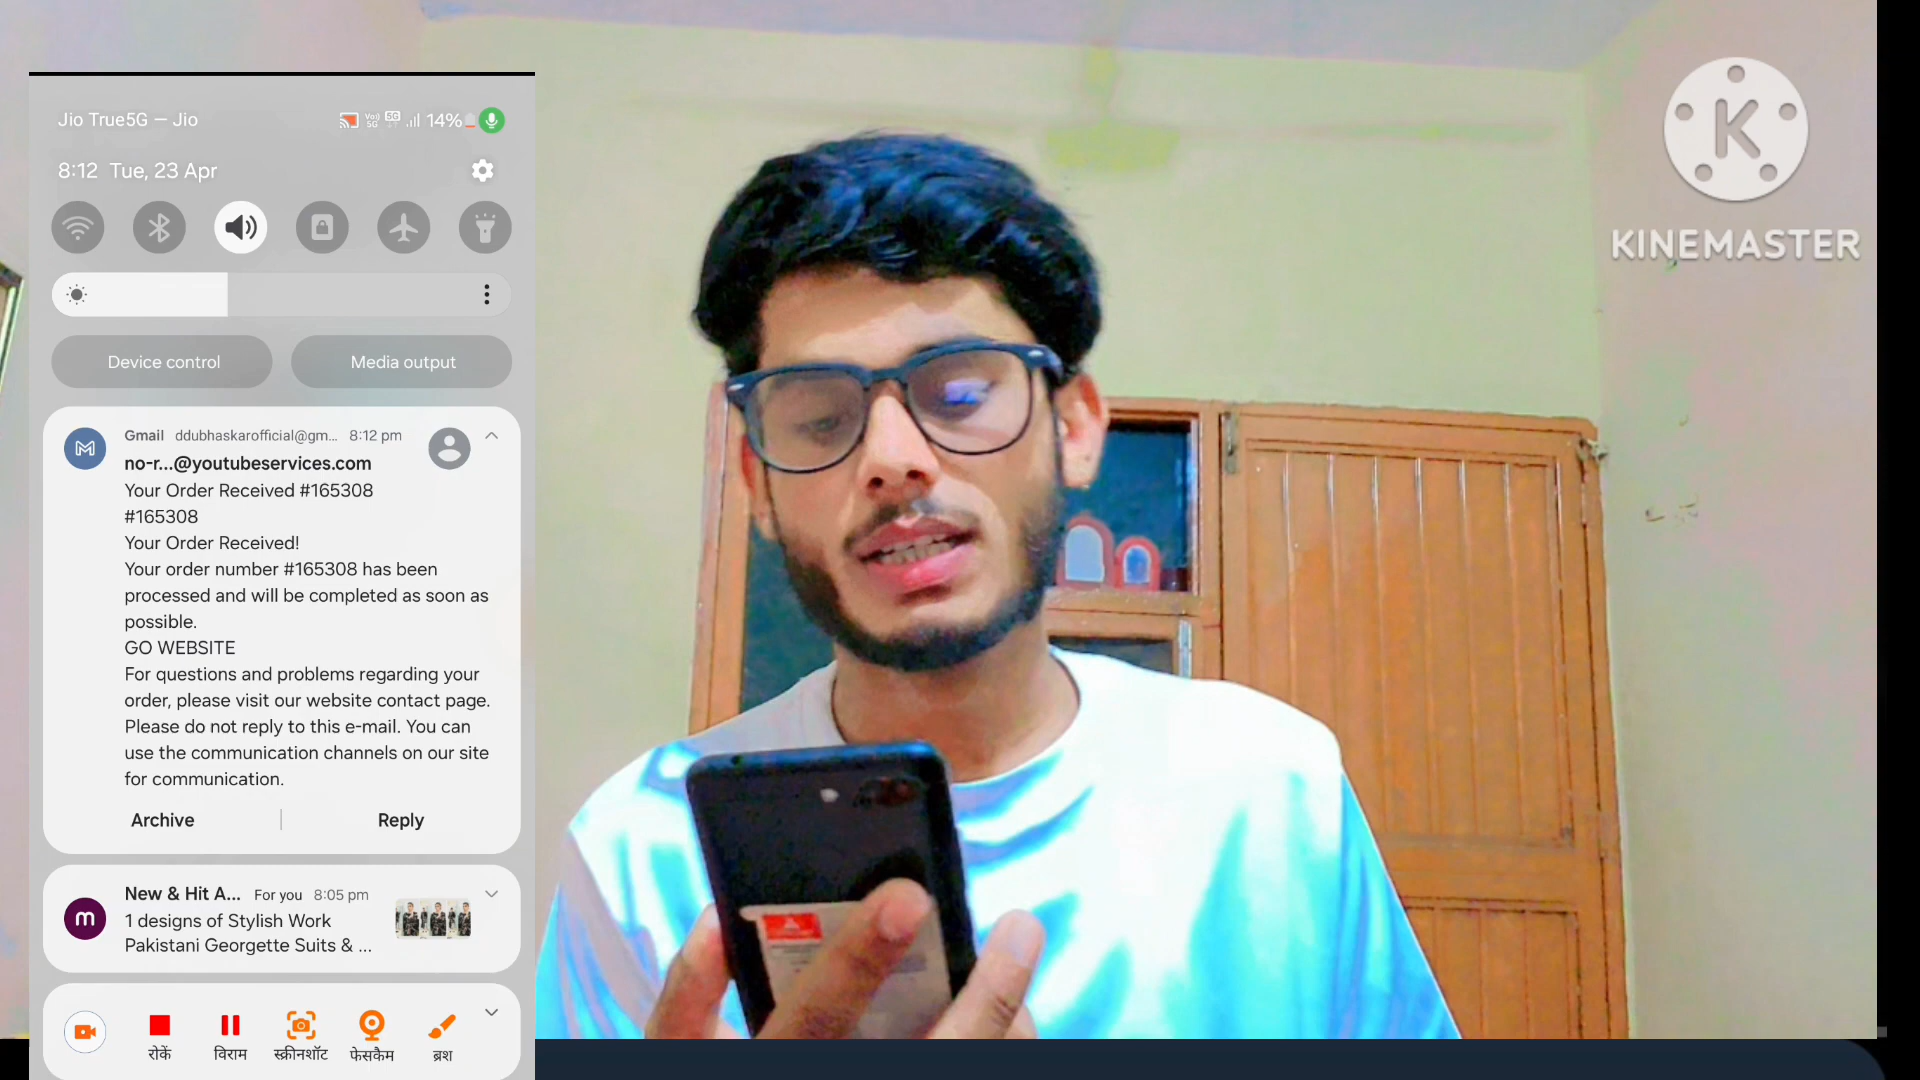 Jio True5G — Jio
Vo))
5G
5G
14%
8:12 Tue, 23 Apr
Device control
Media output
Gmail ddubhaskarofficial@gm... 8:12 pm
no-r...@youtubeservices.com
Your Order Received #165308
#165308
Your Order Received!
Your order number #165308 has been
processed and will be completed as soon as
possible.
GO WEBSITE
For questions and problems regarding your
order, please visit our website contact page.
Please do not reply to this e-mail. You can
use the communication channels on our site
for communication.
Archive
Reply
m
New & Hit A... For you 8:05 pm
1 designs of Stylish Work
Pakistani Georgette Suits & ...
रोकें
विराम
स्क्रीनशॉट
फेसकैम
ब्रश
K
KINEMASTER